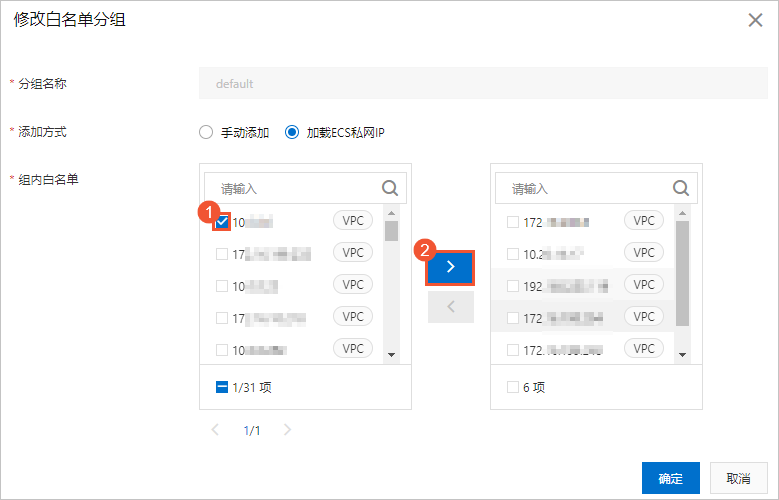 修改白名单分组
* 分组名称
default
* 添加方式
手动添加
加载ECS私网IP
* 组内白名单
请输入
1
10 VPC
17 VPC
10 VPC
17 VPC
10 VPC
1/31 项
1/1
2
请输入
172 VPC
10.2 VPC
192 VPC
172 VPC
172. VPC
6 项
确定
取消